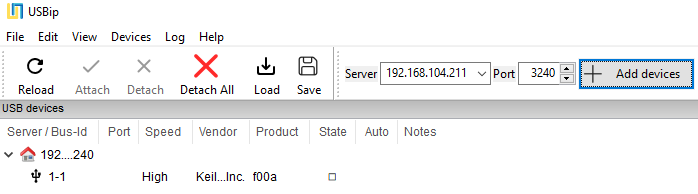 USBip
File Edit View Devices Log Help
Reload Attach Detach Detach All Load Save Server 192.168.104.211 Port 3240 Add devices
USB devices
Server / Bus-Id Port Speed Vendor Product State Auto Notes
192....240
1-1 High Keil...Inc. f00a